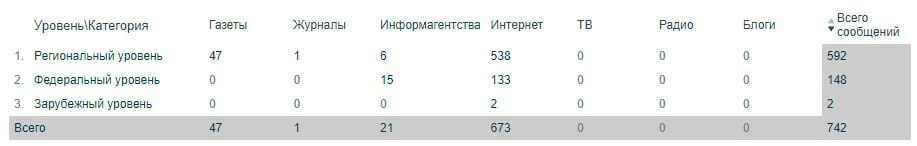 Уровень\Категория Газеты Журналы Информагентства Интернет ТВ Радио Блоги Всего сообщений
1. Региональный уровень 47 1 6 538 0 0 0 592
2. Федеральный уровень 0 0 15 133 0 0 0 148
3. Зарубежный уровень 0 0 0 2 0 0 0 2
Всего 47 1 21 673 0 0 0 742